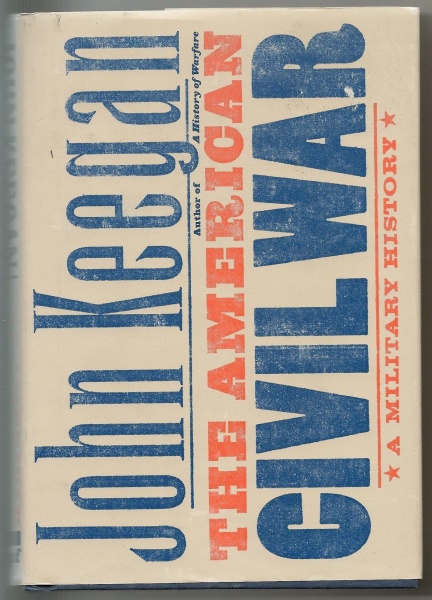 John Keegan
Author of A History of Warfare
THE AMERICAN
CIVIL WAR
★ A MILITARY HISTORY ★